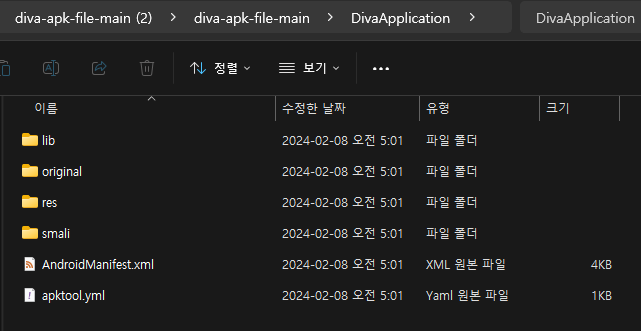 diva-apk-file-main (2) > diva-apk-file-main > DivaApplication > DivaApplication
정렬 보기 ...
이름 수정한 날짜 유형 크기
lib 2024-02-08 오전 5:01 파일 폴더
original 2024-02-08 오전 5:01 파일 폴더
res 2024-02-08 오전 5:01 파일 폴더
smali 2024-02-08 오전 5:01 파일 폴더
AndroidManifest.xml 2024-02-08 오전 5:01 XML 원본 파일 4KB
apktool.yml 2024-02-08 오전 5:01 Yaml 원본 파일 1KB